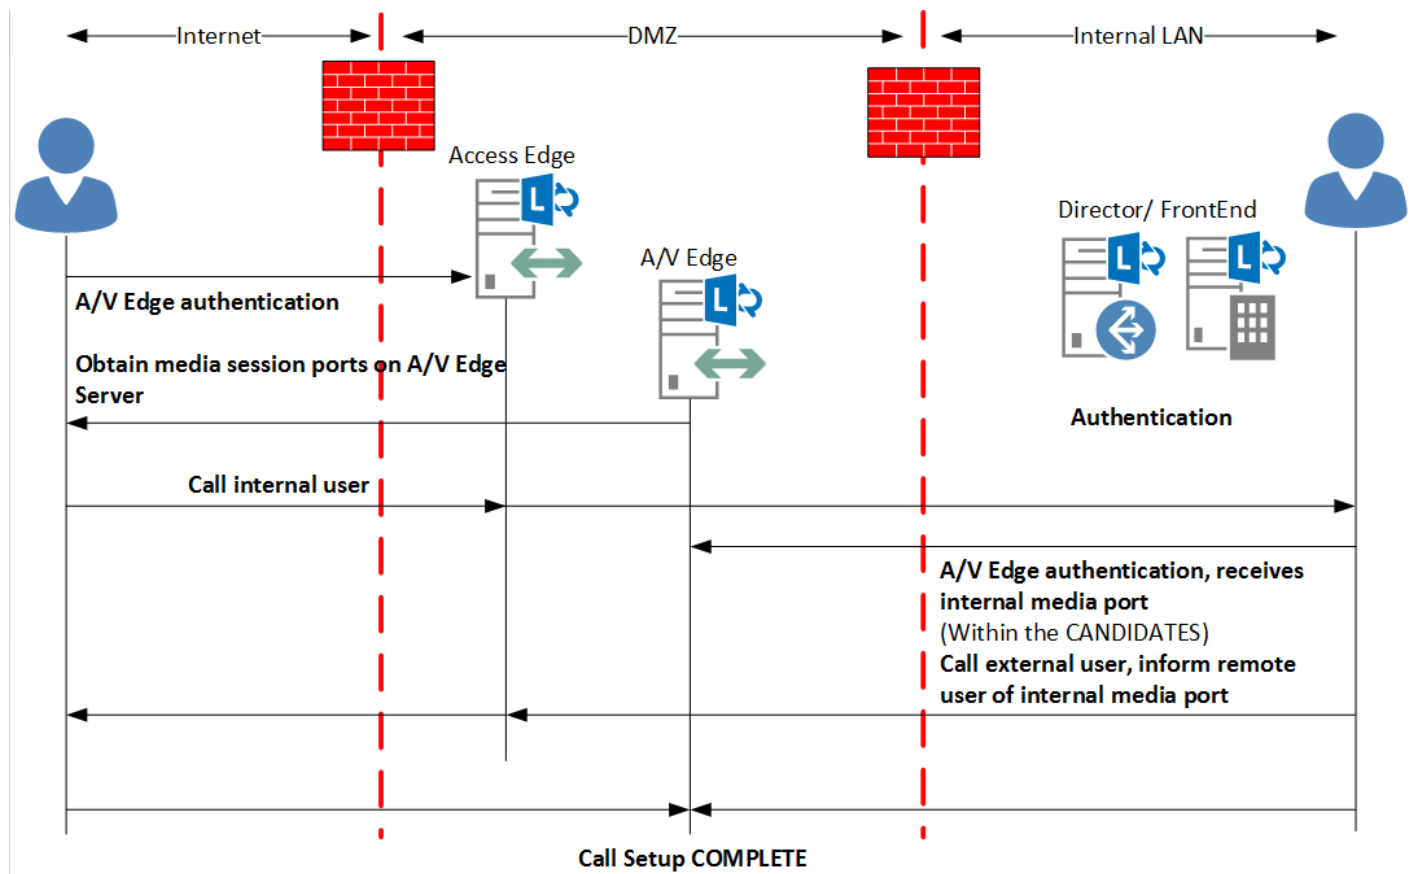 Internet
DMZ
Internal LAN
Access Edge
L
A/V Edge
L
Director/ FrontEnd
L
L
A/V Edge authentication
Obtain media session ports on A/V Edge
Server
Authentication
Call internal user
A/V Edge authentication, receives
internal media port
(Within the CANDIDATES)
Call external user, inform remote
user of internal media port
Call Setup COMPLETE